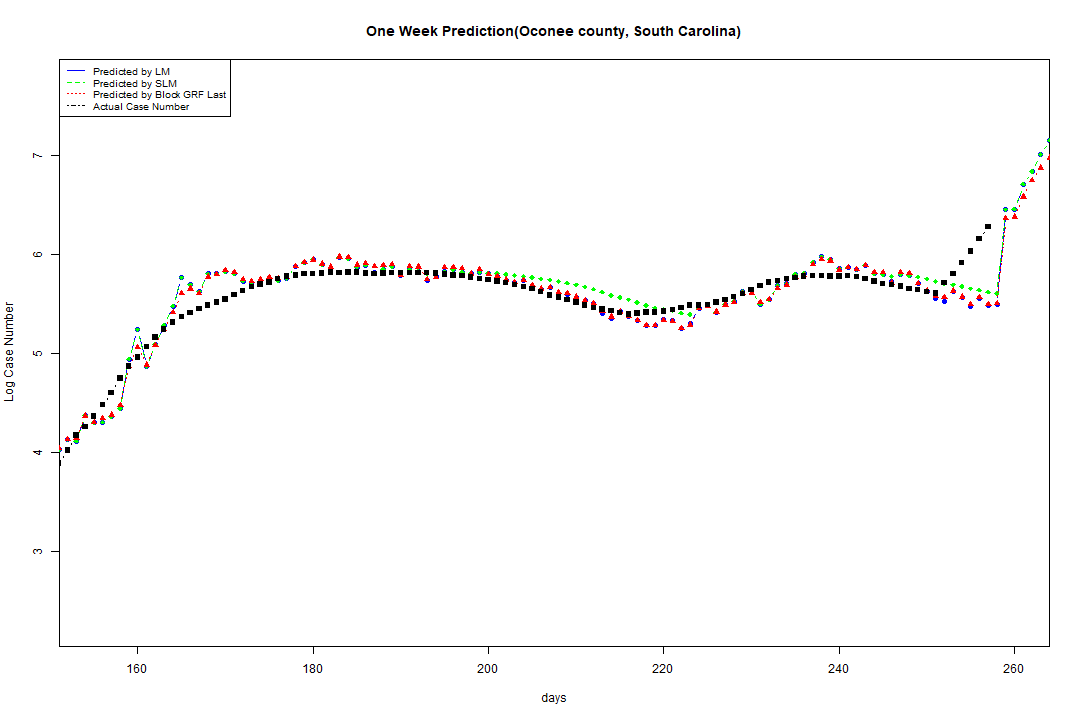 One Week Prediction(Oconee county, South Carolina)
Predicted by LM
Predicted by SLM
Predicted by Block GRF Last
Actual Case Number
7
6
5
4
3
Log Case Number
160 180 200 220 240 260
days